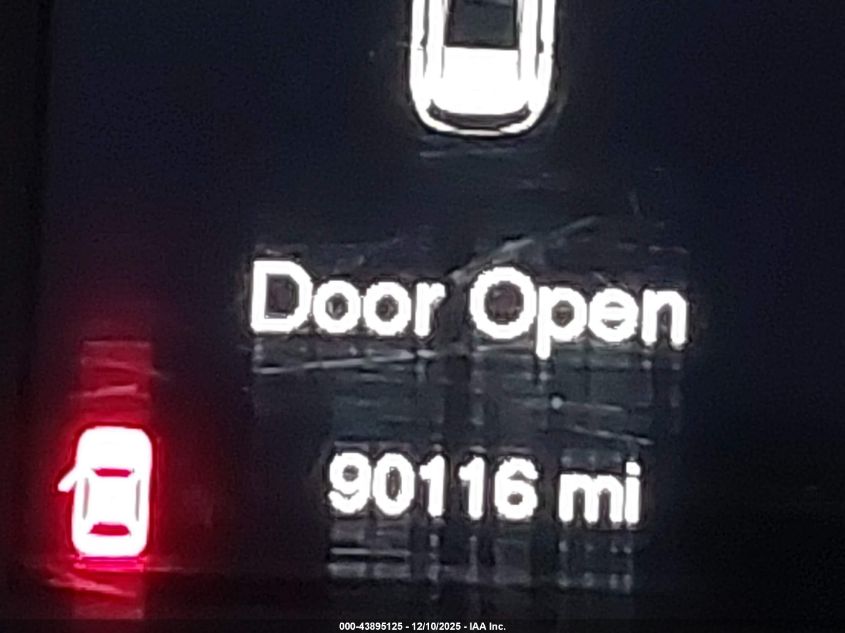 Door Open
90116 mi
000-43895125 - 12/10/2025 - IAA Inc.